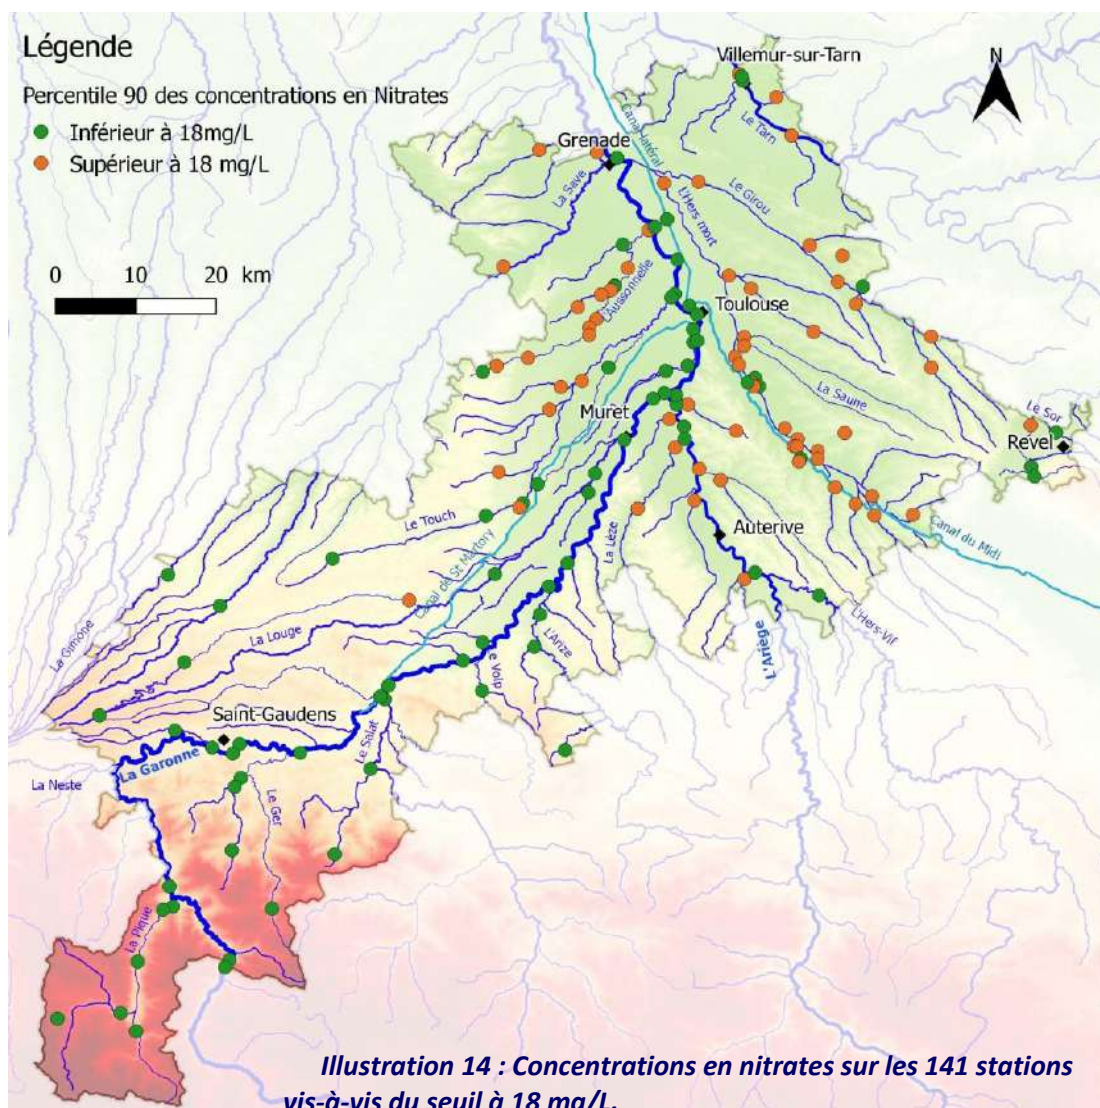 Légende
Percentile 90 des concentrations en Nitrates
Inférieur à 18mg/L
Supérieur à 18 mg/L
0 10 20 km
N
Villemur-sur-Tarn
Le Tarn
Canal latéral
Grenade
La Save
L'Hers mort
Le Girou
L'Aussonnelle
Toulouse
La Saune
Le Sor
Revel
Muret
Le Touch
Canal de St Martory
La Lèze
Auterive
Canal du Midi
La Gimone
La Louge
L'Arize
L'Hers-Vif
L'Ariège
Le Volp
Saint-Gaudens
La Garonne
Le Salat
La Neste
Le Ger
La Pique
Illustration 14 : Concentrations en nitrates sur les 141 stations
vis-à-vis du seuil à 18 mg/L.